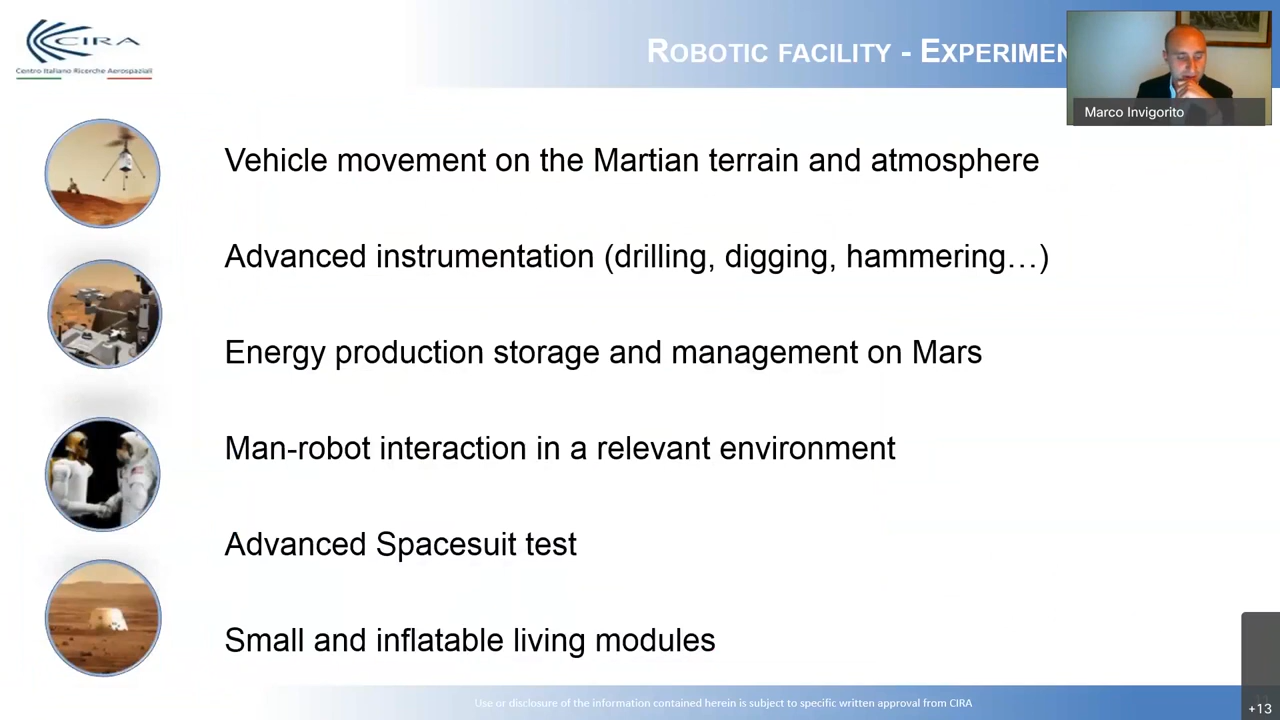 CIRA
Centro Italiano Ricerche Aerospaziali
ROBOTIC FACILITY - EXPERIMEN
Marco Invigorito
Vehicle movement on the Martian terrain and atmosphere
Advanced instrumentation (drilling, digging, hammering…)
Energy production storage and management on Mars
Man-robot interaction in a relevant environment
Advanced Spacesuit test
Small and inflatable living modules
Use or disclosure of the information contained herein is subject to specific written approval from CIRA
+13